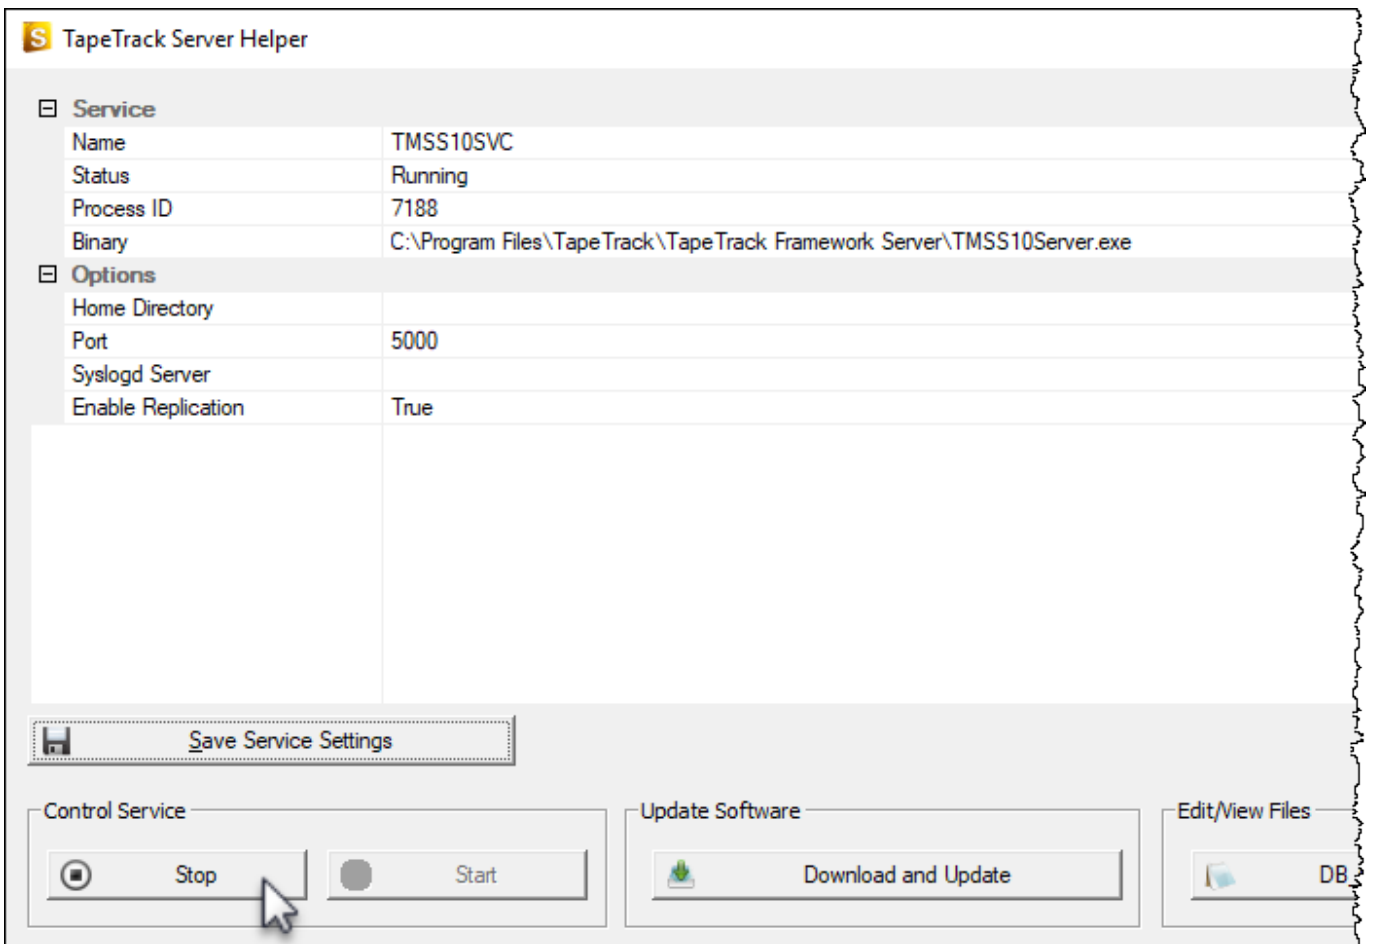 S TapeTrack Server Helper
Service
Name TMSS10SVC
Status Running
Process ID 7188
Binary C:\Program Files\TapeTrack\TapeTrack Framework Server\TMSS10Server.exe
Options
Home Directory
Port 5000
Syslogd Server
Enable Replication True
Save Service Settings
Control Service Update Software Edit/View Files
Stop Start Download and Update DB